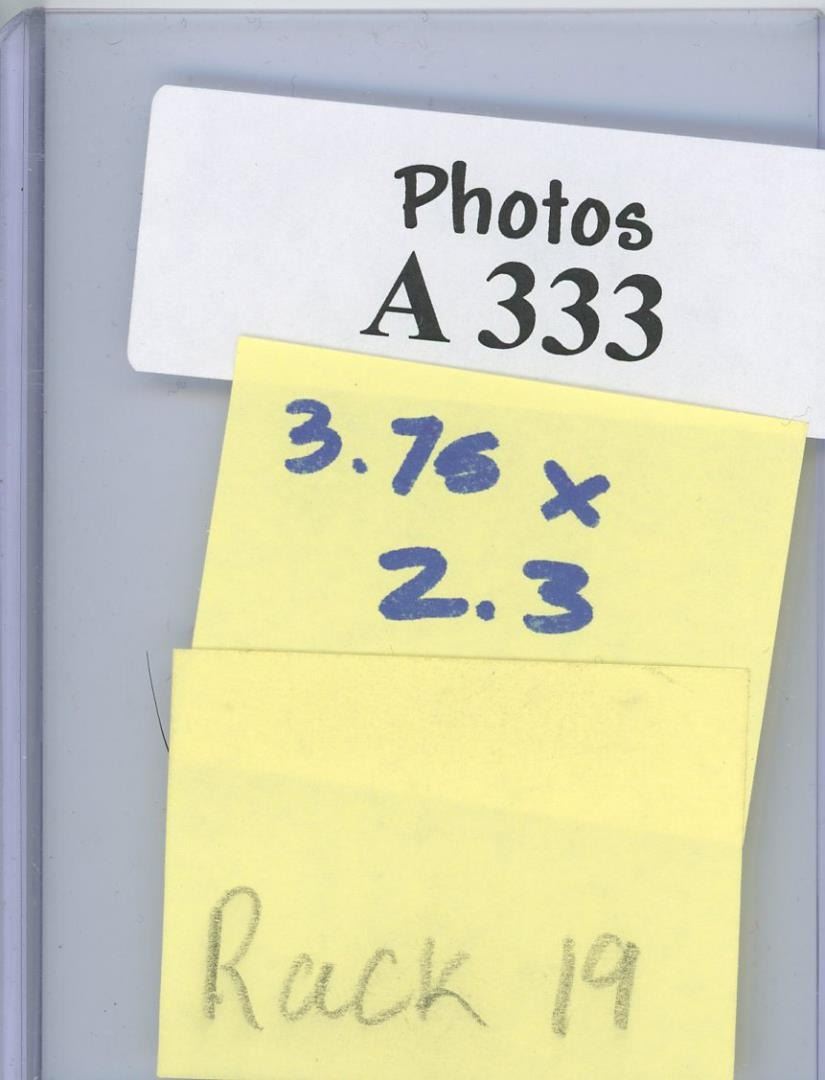 Photos
A 333
3.76 x
2.3
Rack 19